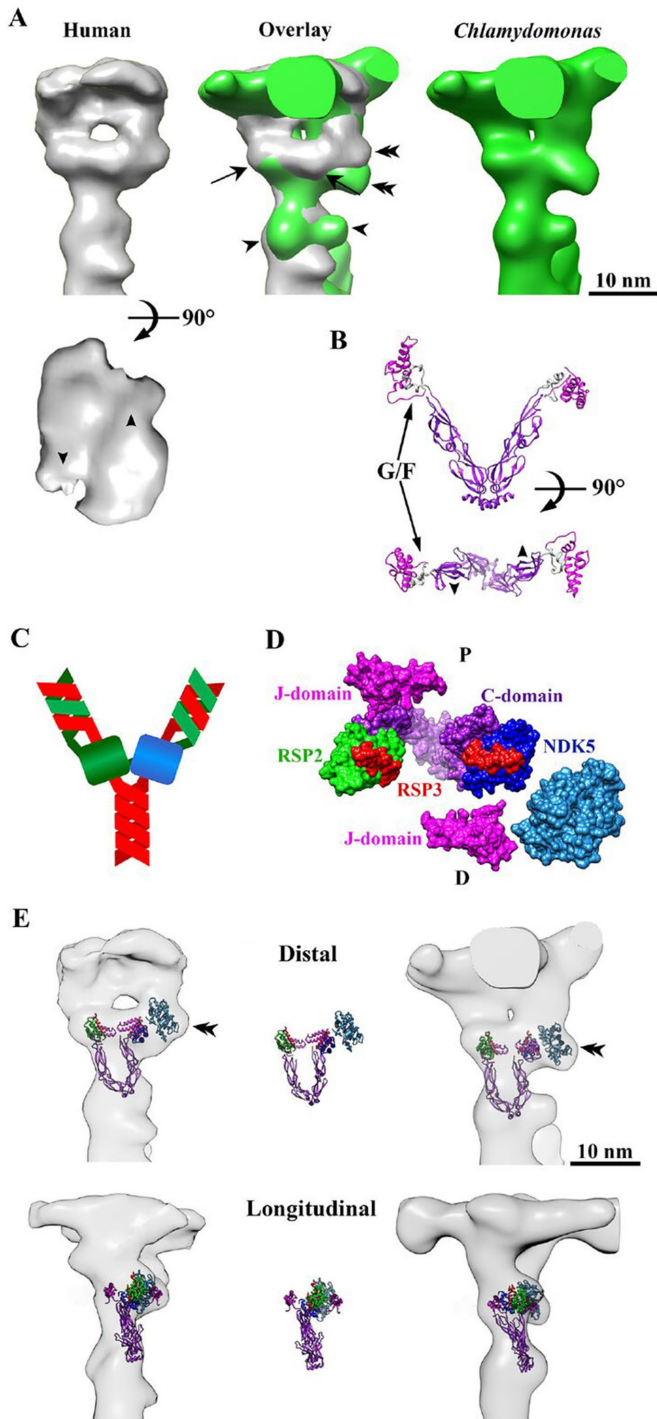 A
Human
Overlay
Chlamydomonas
10 nm
90°
B
G/F
90°
C
D
P
J-domain
C-domain
RSP2
NDK5
RSP3
J-domain
D
E
Distal
10 nm
Longitudinal